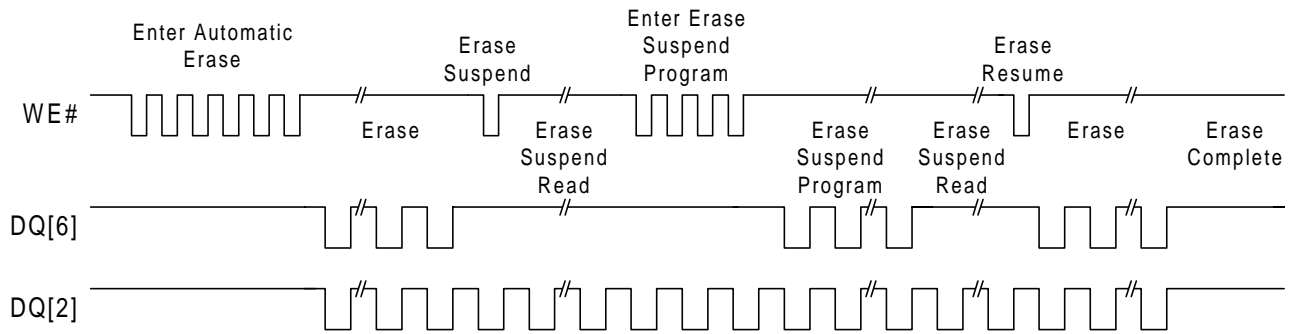 Enter Automatic
Erase
Erase
Suspend
Enter Erase
Suspend
Program
Erase
Resume
WE#
Erase
Erase
Suspend
Read
Erase
Suspend
Program
Erase
Suspend
Read
Erase
Erase
Complete
DQ[6]
DQ[2]